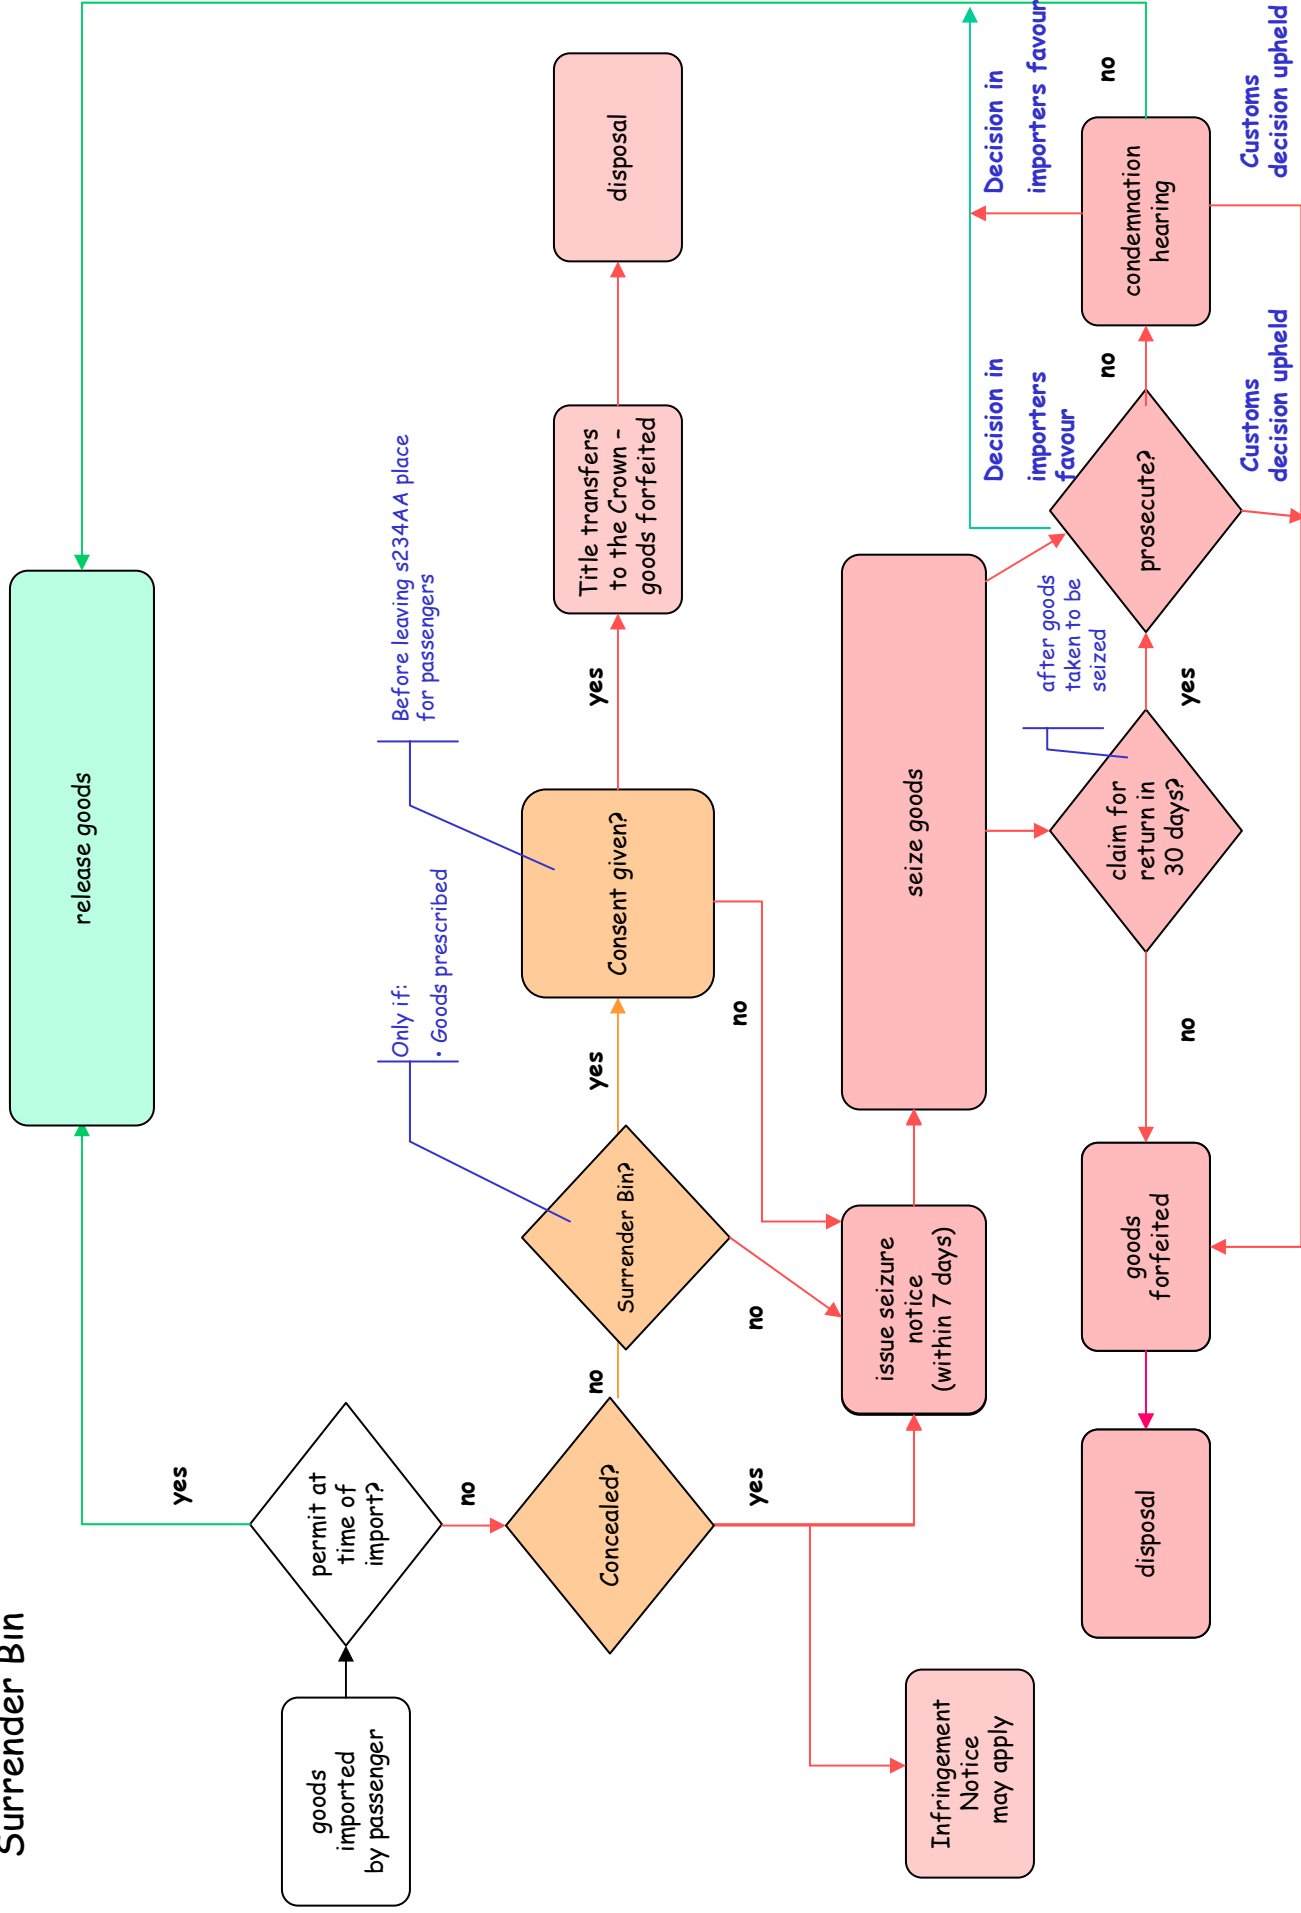 Surrender Bin
goods
imported
by passenger
permit at
time of
import?
yes
no
release goods
Concealed?
no
yes
Surrender Bin?
Only if:
• Goods prescribed
yes
no
Consent given?
Before leaving s234AA place
for passengers
yes
no
Title transfers
to the Crown –
goods forfeited
disposal
Infringement
Notice
may apply
issue seizure
notice
(within 7 days)
seize goods
claim for
return in
30 days?
after goods
taken to be
seized
yes
no
prosecute?
no
Decision in
importers
favour
Customs
decision upheld
condemnation
hearing
no
Decision in
importers favour
Customs
decision upheld
goods
forfeited
disposal